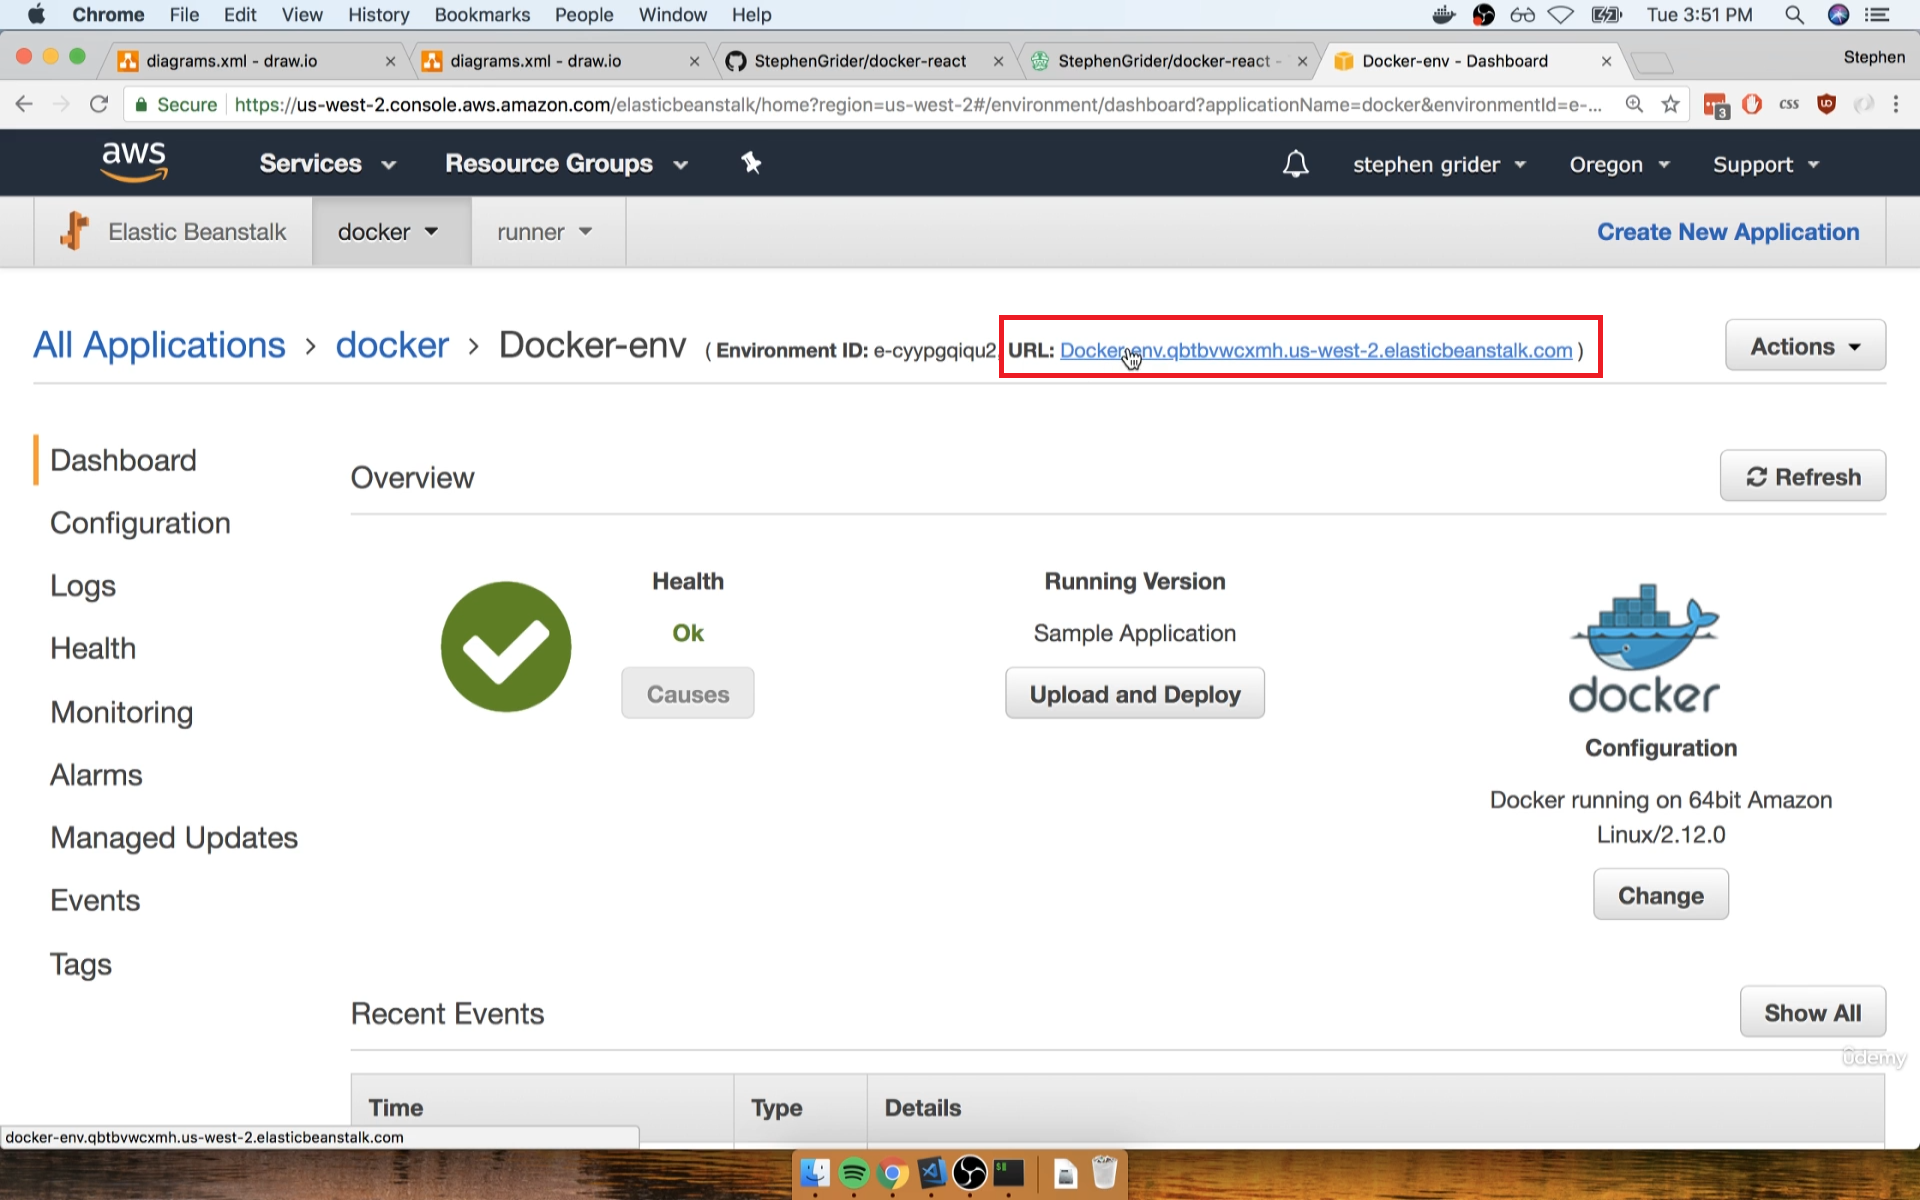 Chrome File Edit View History Bookmarks People Window Help Tue 3:51 PM
diagrams.xml - draw.io diagrams.xml - draw.io StephenGrider/docker-react StephenGrider/docker-react - Docker-env - Dashboard Stephen
Secure https://us-west-2.console.aws.amazon.com/elasticbeanstalk/home?region=us-west-2#/environment/dashboard?applicationName=docker&environmentId=e-... 3 css
aws Services Resource Groups stephen grider Oregon Support
Elastic Beanstalk docker runner Create New Application
All Applications > docker > Docker-env ( Environment ID: e-cyypgqiqu2 URL: Docker-env.qbtbvwcxmh.us-west-2.elasticbeanstalk.com ) Actions
Dashboard
Configuration
Logs
Health
Monitoring
Alarms
Managed Updates
Events
Tags
Overview Refresh
Health
Ok
Causes
Running Version
Sample Application
Upload and Deploy
docker
Configuration
Docker running on 64bit Amazon
Linux/2.12.0
Change
Recent Events Show All
ûdemy
Time Type Details
docker-env.qbtbvwcxmh.us-west-2.elasticbeanstalk.com